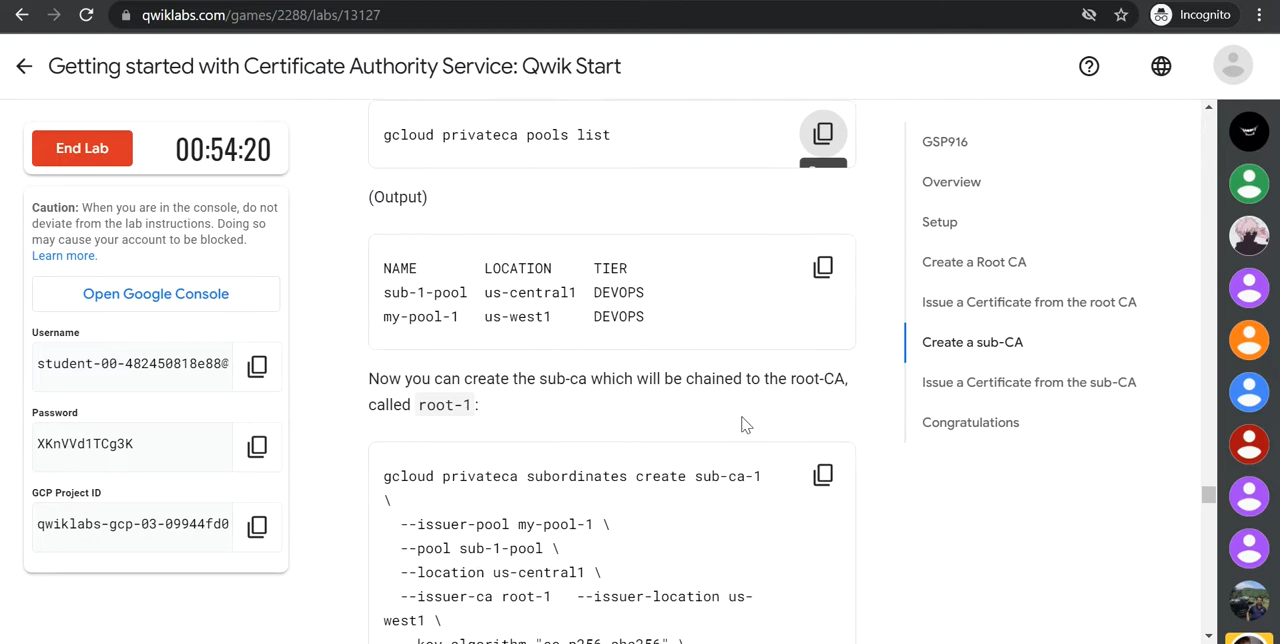 qwiklabs.com/games/2288/labs/13127
Incognito
Getting started with Certificate Authority Service: Qwik Start
End Lab
00:54:20
Caution: When you are in the console, do not
deviate from the lab instructions. Doing so
may cause your account to be blocked.
Learn more.
Open Google Console
Username
student-00-482450818e88@
Password
XKnVVd1TCg3K
GCP Project ID
qwiklabs-gcp-03-09944fd0
gcloud privateca pools list
(Output)
NAME LOCATION TIER
sub-1-pool us-central1 DEVOPS
my-pool-1 us-west1 DEVOPS
Now you can create the sub-ca which will be chained to the root-CA,
called root-1:
gcloud privateca subordinates create sub-ca-1
\
--issuer-pool my-pool-1 \
--pool sub-1-pool \
--location us-central1 \
--issuer-ca root-1 --issuer-location us-
west1 \
GSP916
Overview
Setup
Create a Root CA
Issue a Certificate from the root CA
Create a sub-CA
Issue a Certificate from the sub-CA
Congratulations